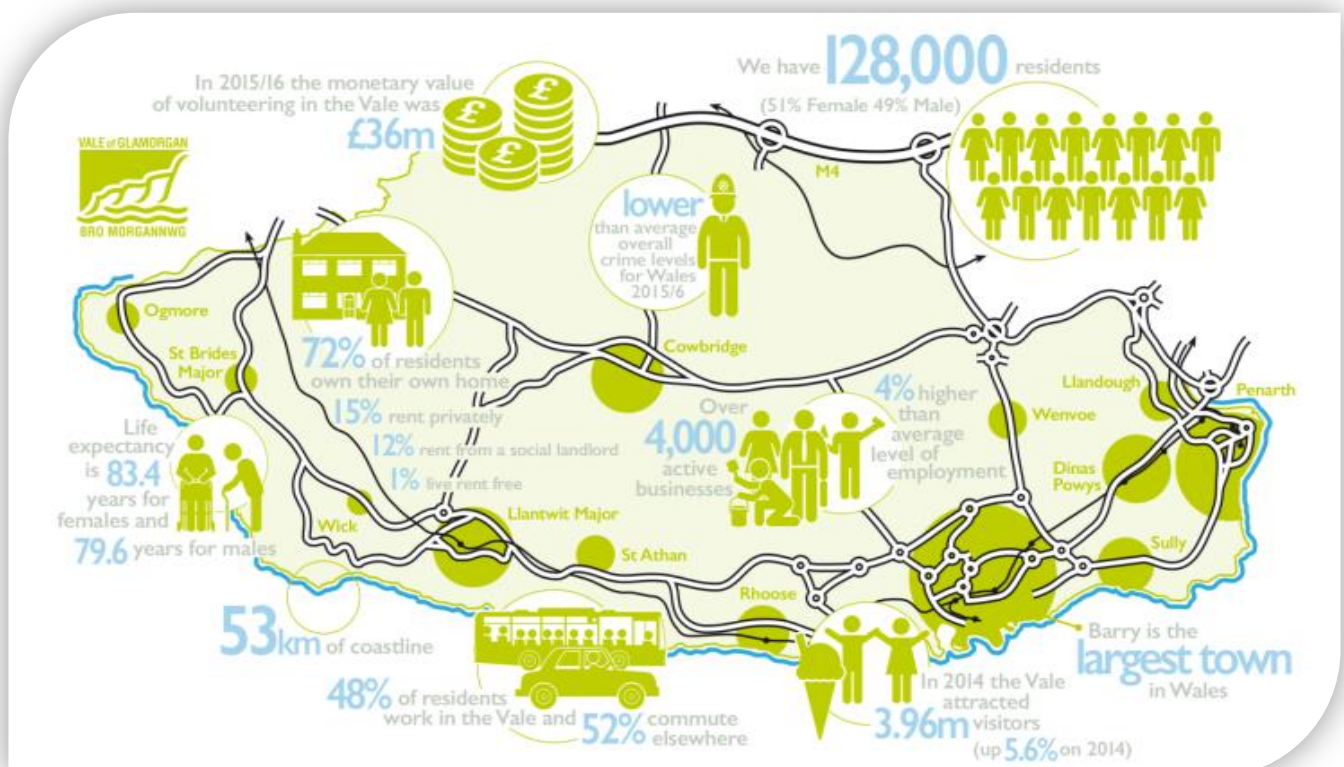 In 2015/16 the monetary value
of volunteering in the Vale was
£36m
£
£
£
We have 128,000 residents
(51% Female 49% Male)
VALE of GLAMORGAN
BRO MORGANNWG
M4
lower
than average
overall
crime levels
for Wales
2015/6
Ogmore
St Brides
Major
72% of residents
own their own home
15% rent privately
12% rent from a social landlord
1% live rent free
Cowbridge
Over
4,000
active
businesses
4% higher
than
average
level of
employment
Llandough
Penarth
Wenvoe
Dinas
Powys
Sully
Life
expectancy
is 83.4
years for
females and
79.6 years for males
Wick
Llantwit Major
St Athan
Rhoose
53km of coastline
48% of residents
work in the Vale and 52% commute
elsewhere
In 2014 the Vale
attracted
3.96m visitors
(up 5.6% on 2014)
Barry is the
largest town
in Wales